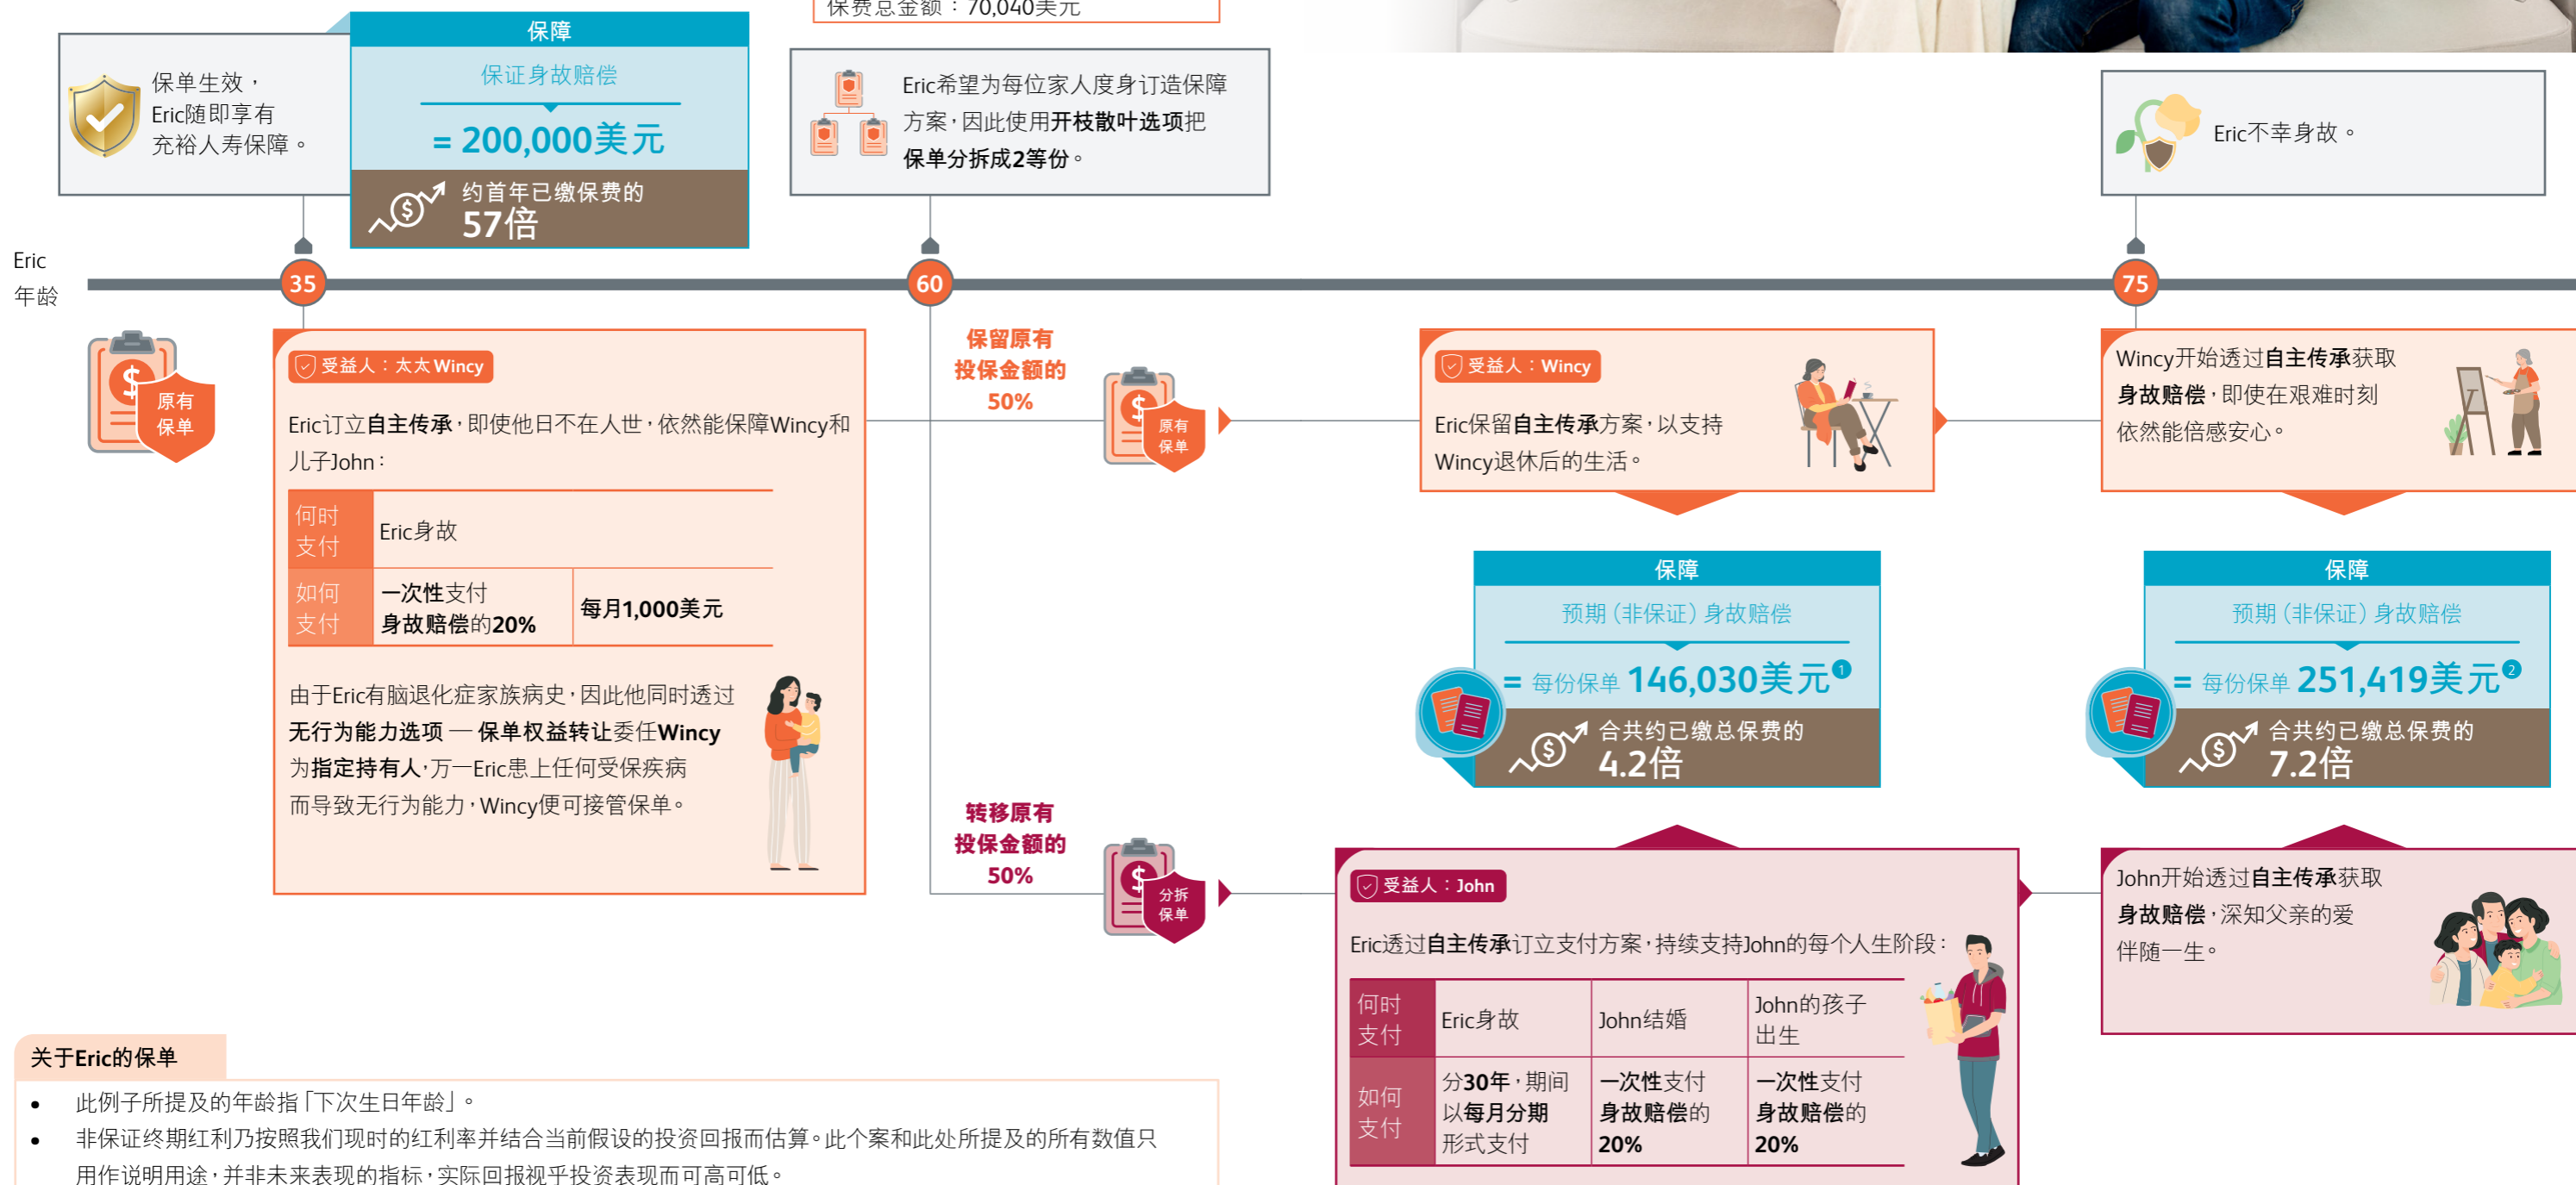 保费总金额：70,040美元
保单生效，
Eric随即享有
充裕人寿保障。
保障
保证身故赔偿
= 200,000美元
约首年已缴保费的
57倍
Eric希望为每位家人度身订造保障
方案，因此使用开枝散叶选项把
保单分拆成2等份。
Eric不幸身故。
Eric
年龄
35
60
75
原有
保单
受益人：太太Wincy
Eric订立自主传承，即使他日不在人世，依然能保障Wincy和
儿子John：
何时
支付
Eric身故
如何
支付
一次性支付
身故赔偿的20%
每月1,000美元
由于Eric有脑退化症家族病史，因此他同时透过
无行为能力选项 — 保单权益转让委任Wincy
为指定持有人，万一Eric患上任何受保疾病
而导致无行为能力，Wincy便可接管保单。
保留原有
投保金额的
50%
原有
保单
受益人：Wincy
Eric保留自主传承方案，以支持
Wincy退休后的生活。
Wincy开始透过自主传承获取
身故赔偿，即使在艰难时刻
依然能倍感安心。
保障
预期（非保证）身故赔偿
= 每份保单 146,030美元1
合共约已缴总保费的
4.2倍
保障
预期（非保证）身故赔偿
= 每份保单 251,419美元2
合共约已缴总保费的
7.2倍
转移原有
投保金额的
50%
分拆
保单
受益人：John
Eric透过自主传承订立支付方案，持续支持John的每个人生阶段：
何时
支付
Eric身故
John结婚
John的孩子
出生
如何
支付
分30年，期间
以每月分期
形式支付
一次性支付
身故赔偿的
20%
一次性支付
身故赔偿的
20%
John开始透过自主传承获取
身故赔偿，深知父亲的爱
伴随一生。
关于Eric的保单
• 此例子所提及的年龄指「下次生日年龄」。
• 非保证终期红利乃按照我们现时的红利率并结合当前假设的投资回报而估算。此个案和此处所提及的所有数值只
用作说明用途，并非未来表现的指标，实际回报视乎投资表现而可高可低。